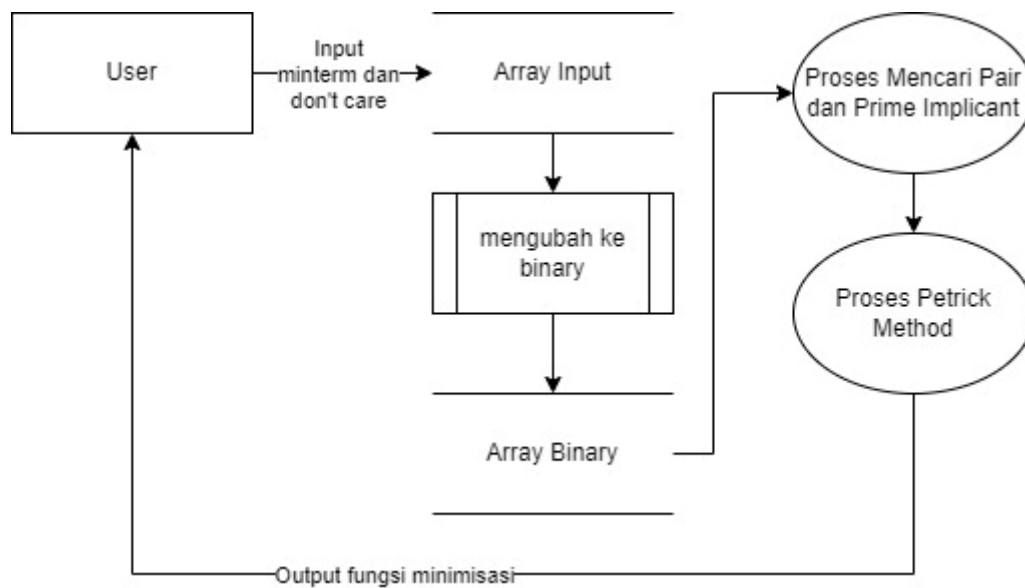 User
Input
minterm dan
don't care
Array Input
Proses Mencari Pair
dan Prime Implicant
mengubah ke
binary
Proses Petrick
Method
Array Binary
Output fungsi minimisasi